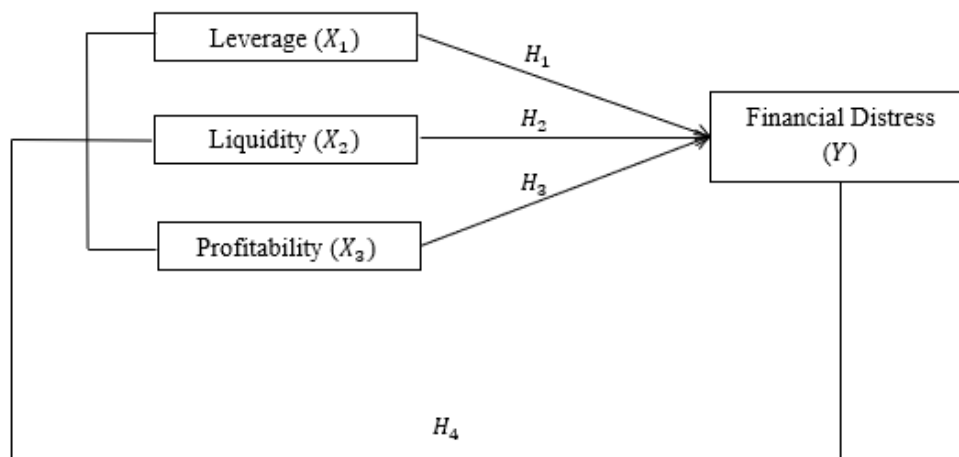 Leverage (𝑋₁)
𝐻₁
Financial Distress
(𝑌)
Liquidity (𝑋₂)
𝐻₂
𝐻₃
Profitability (𝑋₃)
𝐻₄